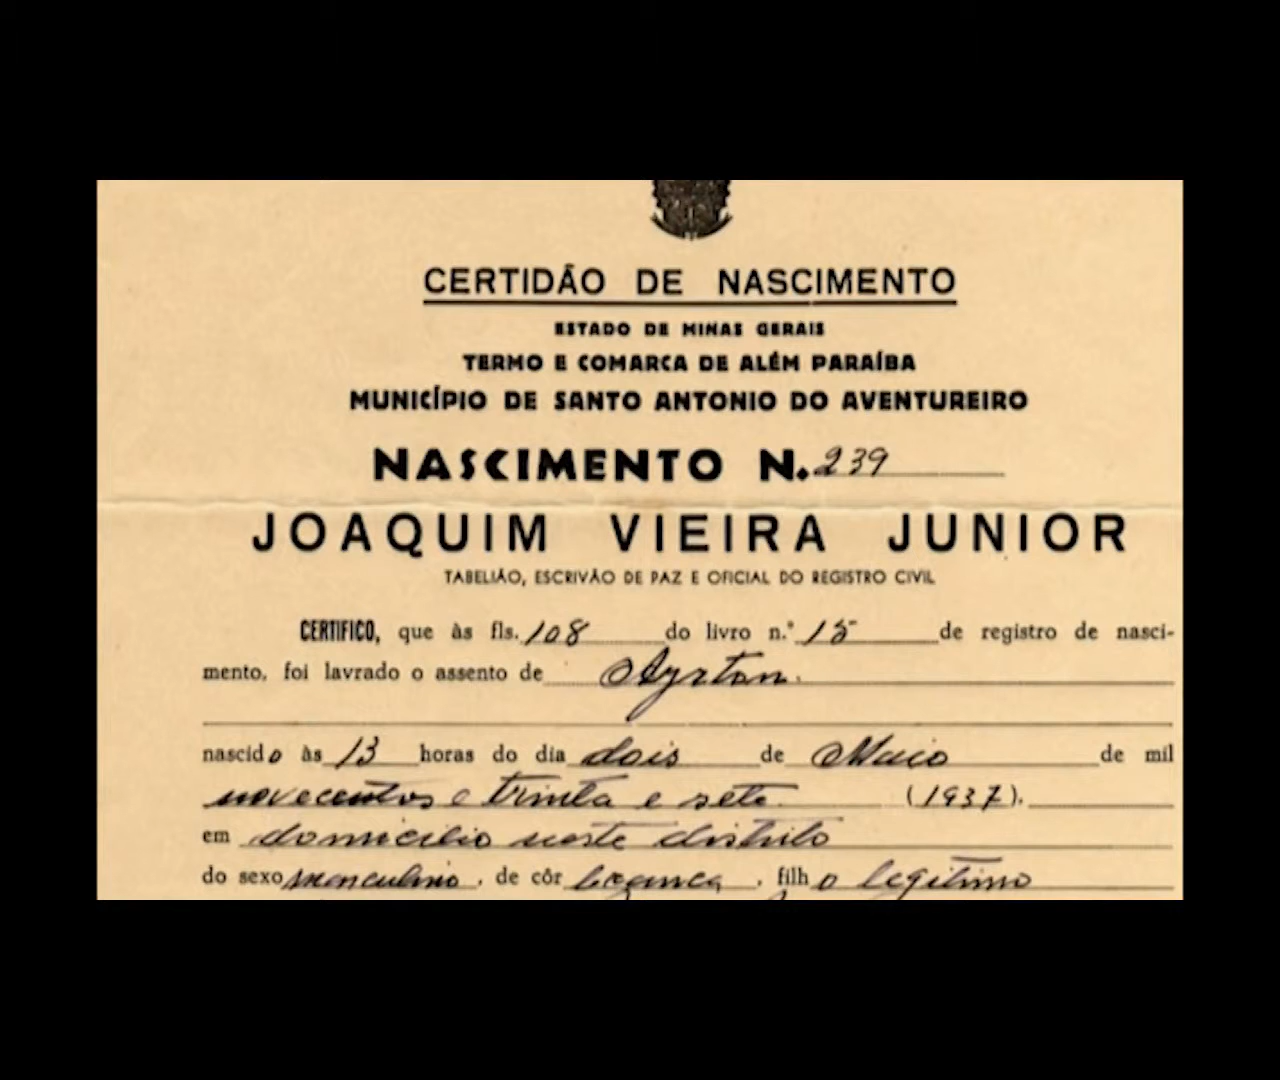 CERTIDÃO DE NASCIMENTO
ESTADO DE MINAS GERAIS
TERMO E COMARCA DE ALÉM PARAÍBA
MUNICÍPIO DE SANTO ANTONIO DO AVENTUREIRO
NASCIMENTO N. 239
JOAQUIM VIEIRA JUNIOR
TABELIÃO, ESCRIVÃO DE PAZ E OFICIAL DO REGISTRO CIVIL
CERTIFICO, que às fls. 108 do livro n.º 15 de registro de nasci-
mento, foi lavrado o assento de Ayrton.
nascido às 13 horas do dia dois de Maio de mil
novecentos e trinta e sete. (1937).
em domicilio neste distrito
do sexo masculino, de côr branca, filho legitimo